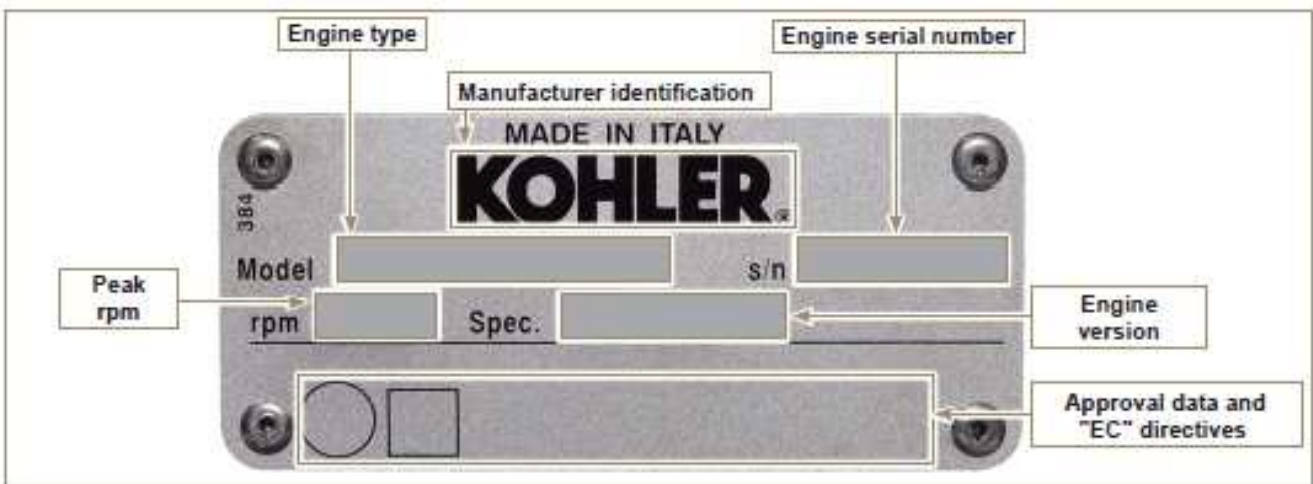 Engine type
Engine serial number
Manufacturer identification
MADE IN ITALY
KOHLER®
384
Model
s/n
Peak
rpm
rpm
Spec.
Engine
version
Approval data and
"EC" directives